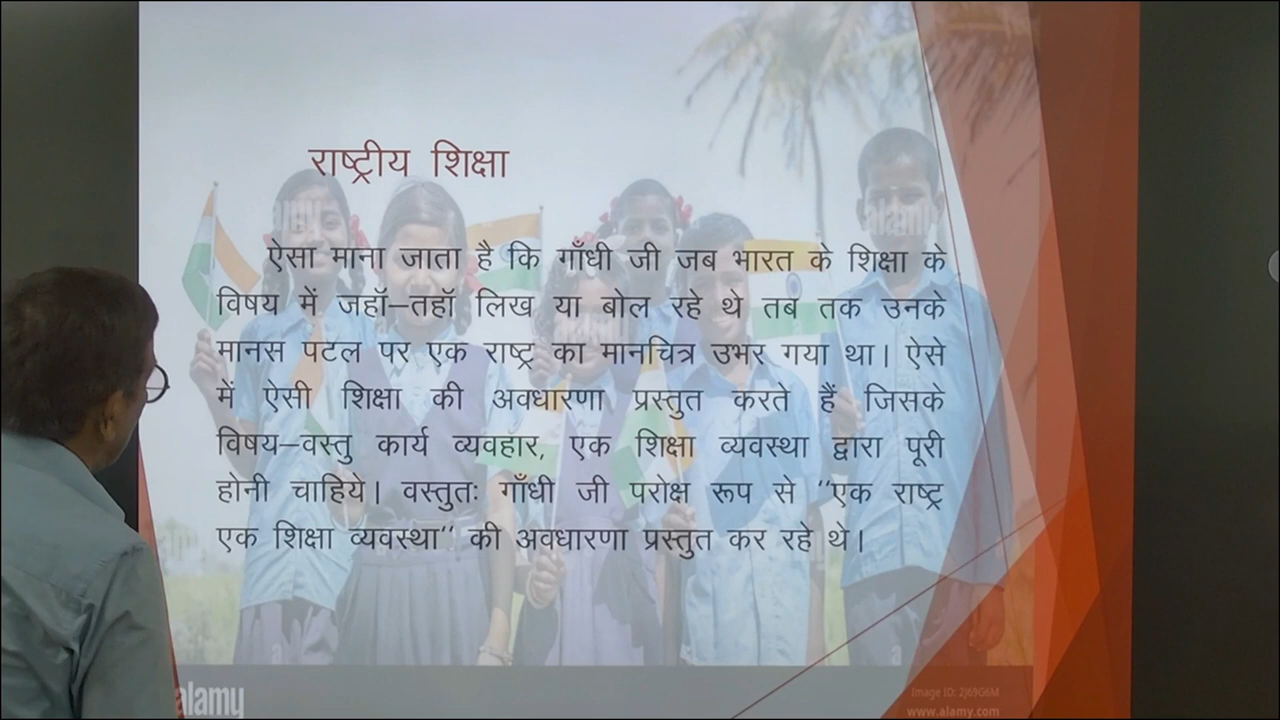 राष्ट्रीय शिक्षा
ऐसा माना जाता है कि गाँधी जी जब भारत के शिक्षा के
विषय में जहॉ–तहॉ लिख या बोल रहे थे तब तक उनके
मानस पटल पर एक राष्ट्र का मानचित्र उभर गया था। ऐसे
में ऐसी शिक्षा की अवधारणा प्रस्तुत करते हैं जिसके
विषय–वस्तु कार्य व्यवहार, एक शिक्षा व्यवस्था द्वारा पूरी
होनी चाहिये। वस्तुतः गाँधी जी परोक्ष रूप से ‘‘एक राष्ट्र
एक शिक्षा व्यवस्था‘‘ की अवधारणा प्रस्तुत कर रहे थे।
alamy
alamy
alamy
Image ID: 2J69G6M
www.alamy.com